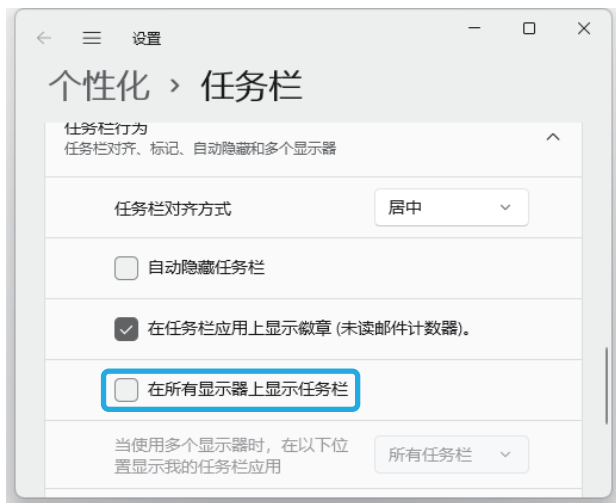 设置
个性化 › 任务栏
任务栏行为
任务栏对齐、标记、自动隐藏和多个显示器
任务栏对齐方式
居中
自动隐藏任务栏
在任务栏应用上显示徽章 (未读邮件计数器)。
在所有显示器上显示任务栏
当使用多个显示器时，在以下位
置显示我的任务栏应用
所有任务栏